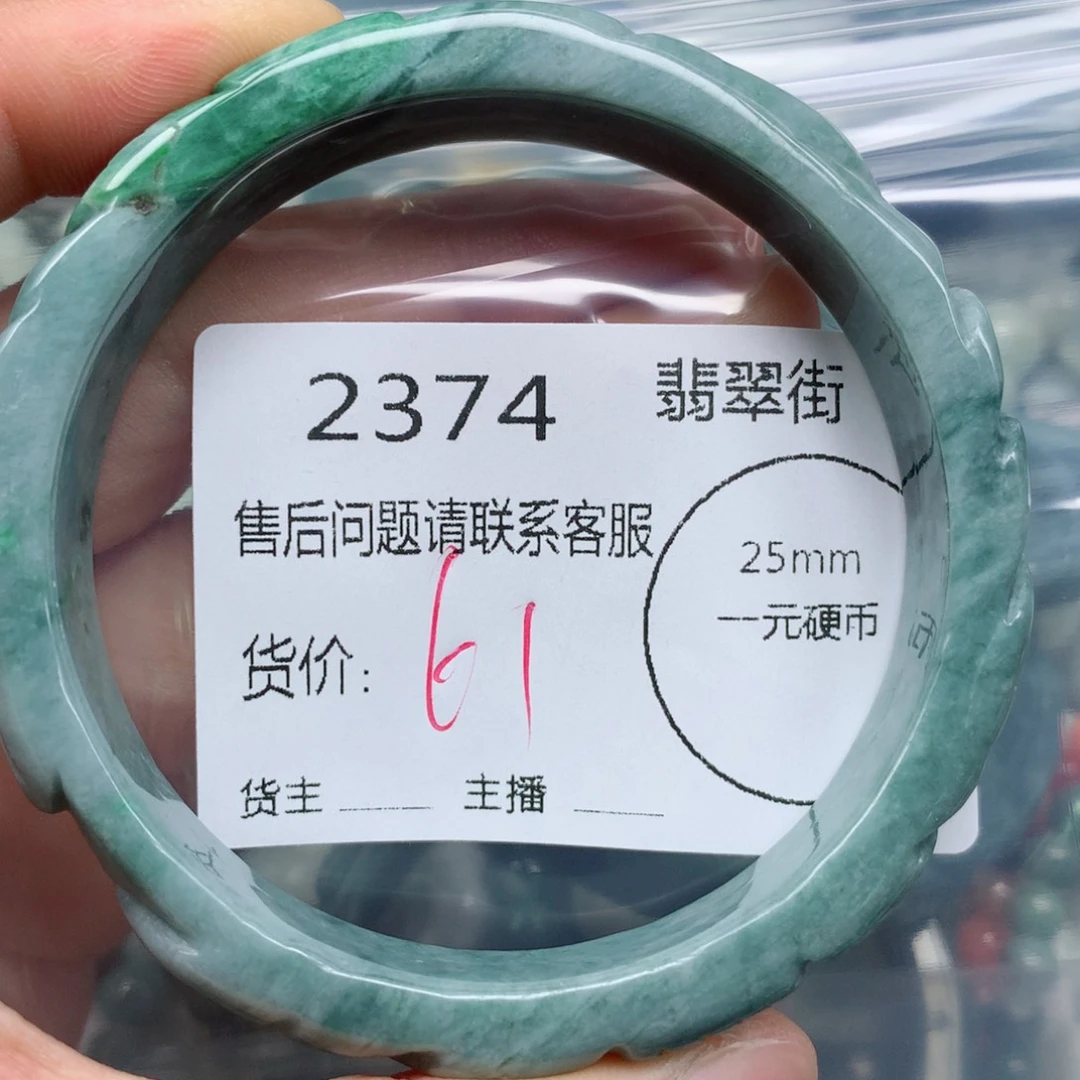 2374 翡翠街
售后问题请联系客服
25mm
一元硬币
货价: 61
货主 主播